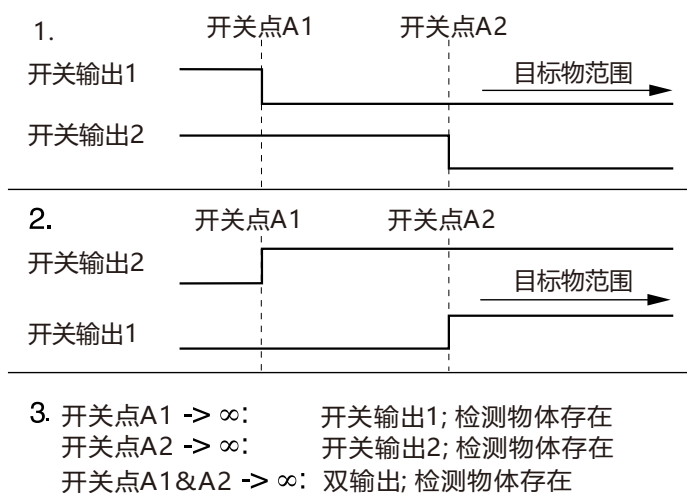 1. 开关点A1 开关点A2
开关输出1 目标物范围
开关输出2
2. 开关点A1 开关点A2
开关输出2 目标物范围
开关输出1
3. 开关点A1 -> ∞: 开关输出1; 检测物体存在
开关点A2 -> ∞: 开关输出2; 检测物体存在
开关点A1&A2 -> ∞: 双输出; 检测物体存在